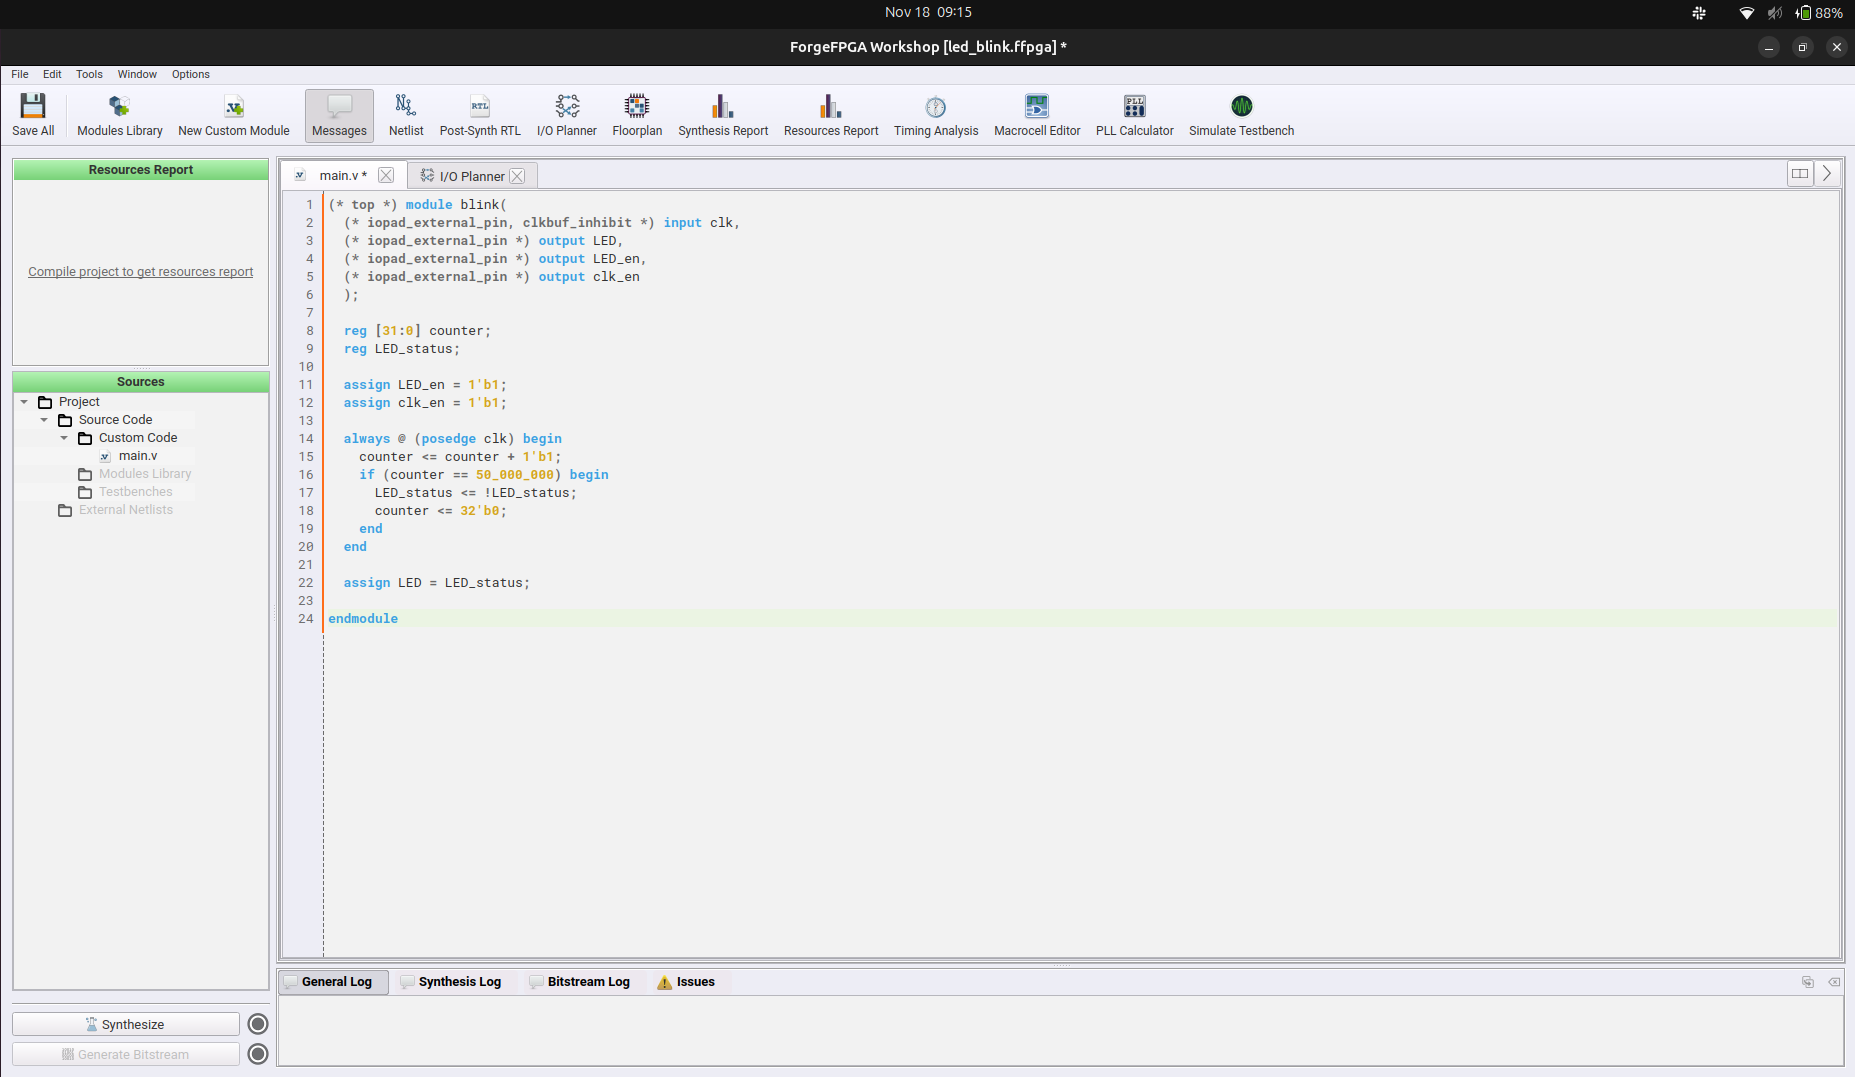 Nov 18 09:15
88%
ForgeFPGA Workshop [led_blink.ffpga] *
File Edit Tools Window Options
Save All Modules Library New Custom Module Messages Netlist Post-Synth RTL I/O Planner Floorplan Synthesis Report Resources Report Timing Analysis Macrocell Editor PLL Calculator Simulate Testbench
Resources Report
Compile project to get resources report
Sources
Project
Source Code
Custom Code
main.v
Modules Library
Testbenches
External Netlists
Synthesize
Generate Bitstream
main.v * I/O Planner
1 (* top *) module blink(
2   (* iopad_external_pin, clkbuf_inhibit *) input clk,
3   (* iopad_external_pin *) output LED,
4   (* iopad_external_pin *) output LED_en,
5   (* iopad_external_pin *) output clk_en
6   );
7
8   reg [31:0] counter;
9   reg LED_status;
10
11   assign LED_en = 1'b1;
12   assign clk_en = 1'b1;
13
14   always @ (posedge clk) begin
15     counter <= counter + 1'b1;
16     if (counter == 50_000_000) begin
17       LED_status <= !LED_status;
18       counter <= 32'b0;
19     end
20   end
21
22   assign LED = LED_status;
23
24 endmodule
General Log Synthesis Log Bitstream Log Issues